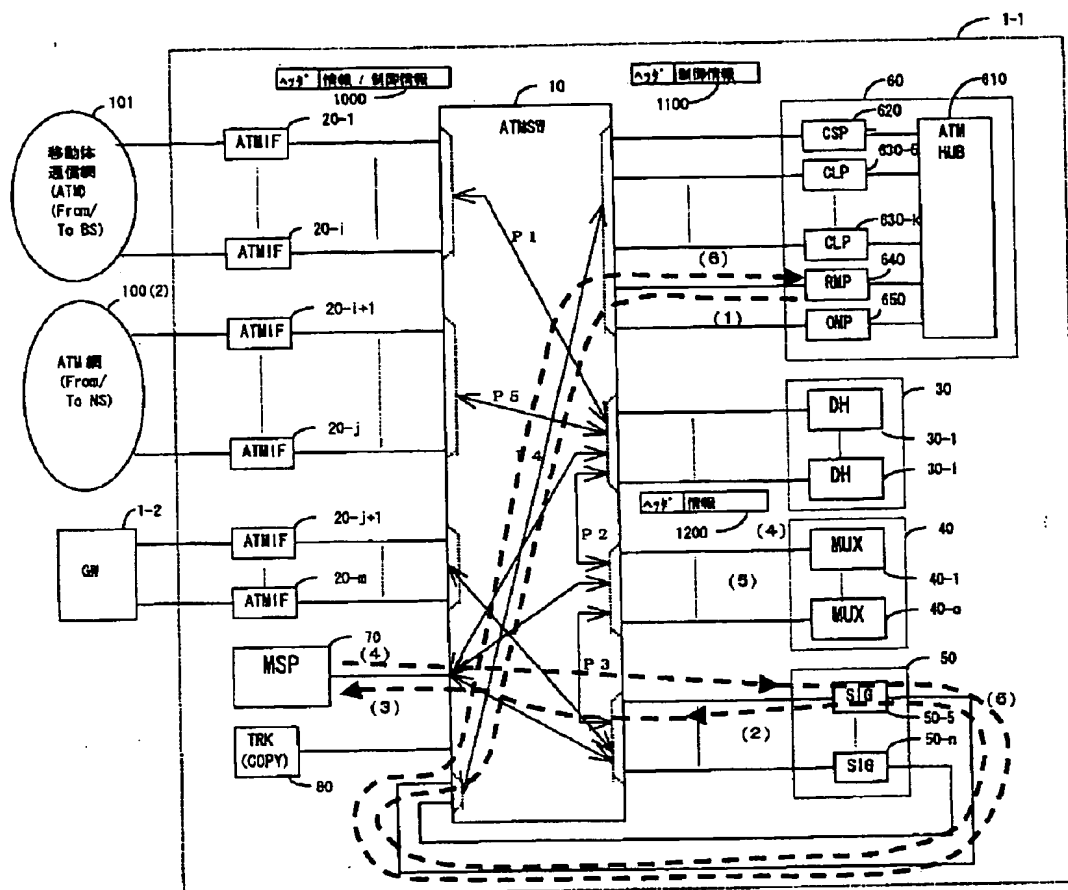 1-1
ヘッダ 情報 / 制御情報
1000
10
ヘッダ 制御情報
1100
60
610
101
移動体
通信網
(ATM)
(From/
To BS)
20-1
ATMIF
20-i
ATMIF
ATMSW
P1
620
CSP
630-6
CLP
630-k
CLP
(6)
640
RMP
650
(1)
OMP
ATM
HUB
100(2)
ATM網
(From/
To NS)
20-i+1
ATMIF
20-j
ATMIF
P5
P4
30
DH
30-1
DH
30-l
ヘッダ 情報
1200
(4)
1-2
GW
20-j+1
ATMIF
20-m
ATMIF
P2
(5)
40
MUX
40-1
MUX
40-a
70
MSP
(4)
(3)
P3
(2)
50
SIG
(6)
50-5
SIG
50-n
TRK
(COPY)
80